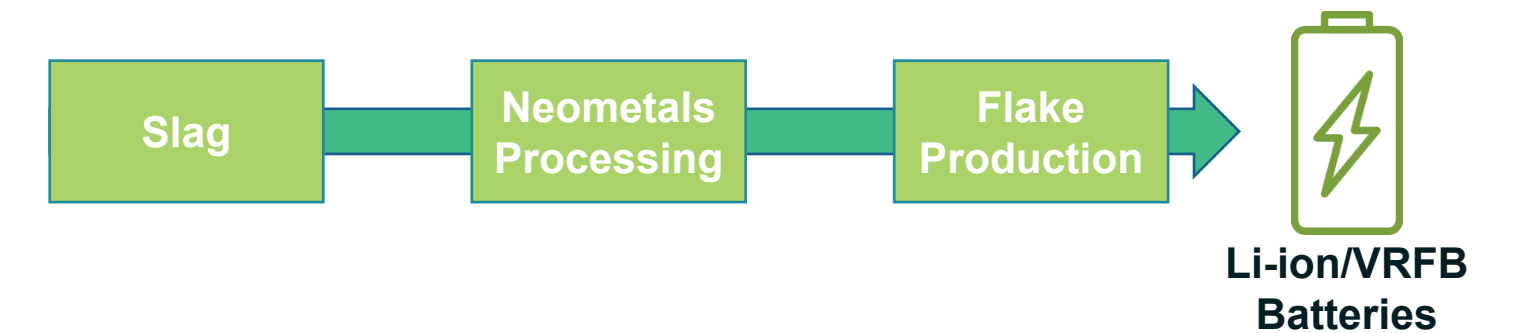 Slag
Neometals
Processing
Flake
Production
Li-ion/VRFB
Batteries